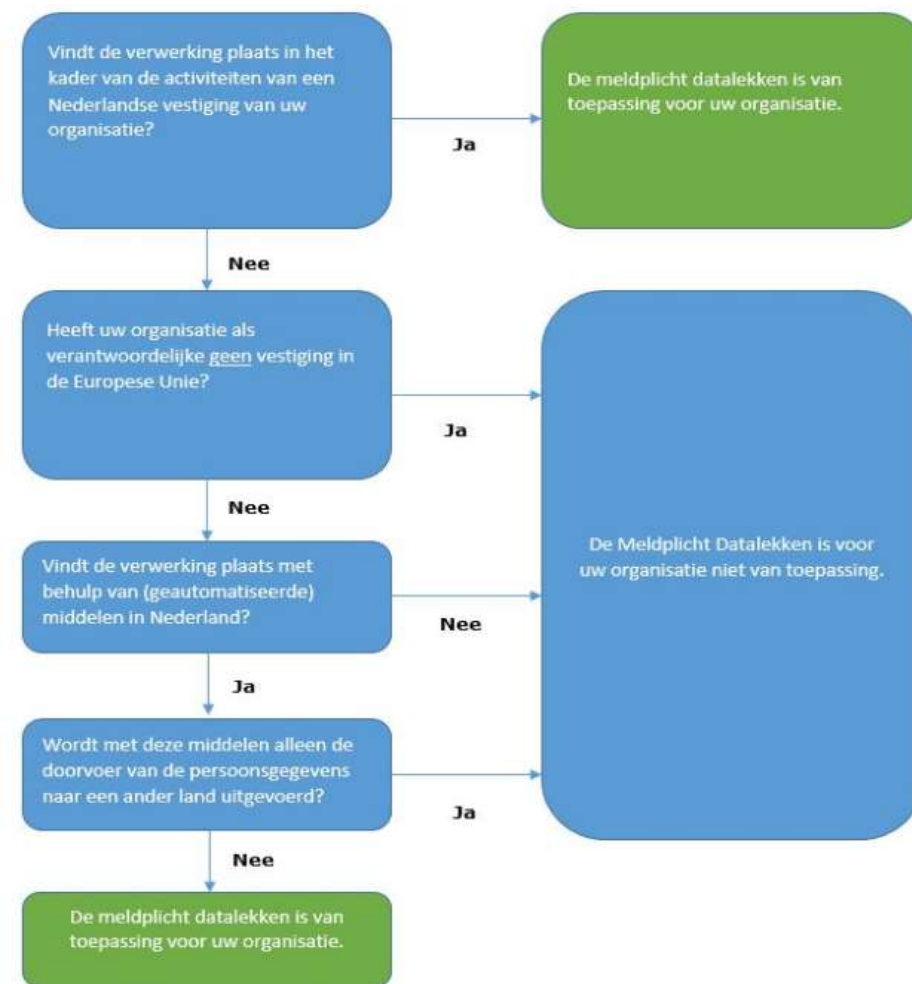 Vindt de verwerking plaats in het
kader van de activiteiten van een
Nederlandse vestiging van uw
organisatie?
De meldplicht datalekken is van
toepassing voor uw organisatie.
Ja
Nee
Heeft uw organisatie als
verantwoordelijke geen vestiging in
de Europese Unie?
Ja
Nee
De Meldplicht Datalekken is voor
uw organisatie niet van toepassing.
Vindt de verwerking plaats met
behulp van (geautomatiseerde)
middelen in Nederland?
Nee
Ja
Wordt met deze middelen alleen de
doorvoer van de persoonsgegevens
naar een ander land uitgevoerd?
Ja
Nee
De meldplicht datalekken is van
toepassing voor uw organisatie.